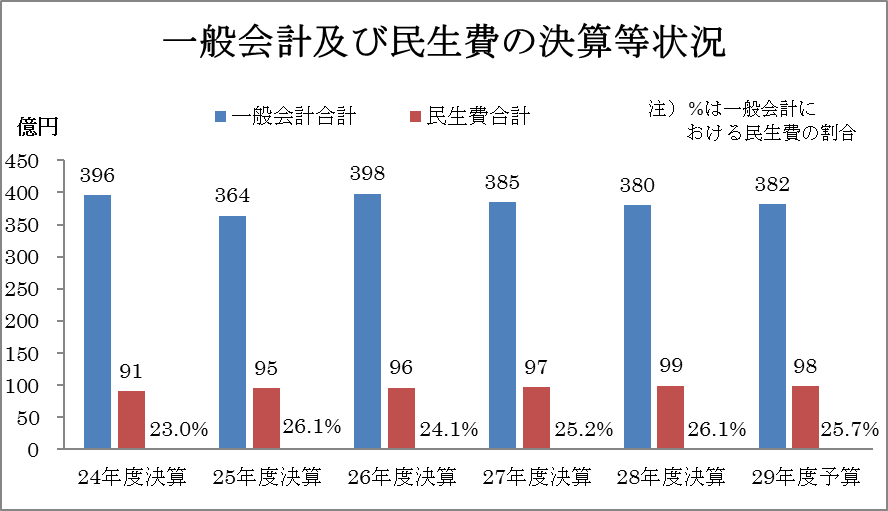 一般会計及び民生費の決算等状況
一般会計合計 民生費合計
注）％は一般会計に
おける民生費の割合
億円
450
400
350
300
250
200
150
100
50
0
396 364 398 385 380 382
91 95 96 97 99 98
23.0% 26.1% 24.1% 25.2% 26.1% 25.7%
24年度決算 25年度決算 26年度決算 27年度決算 28年度決算 29年度予算